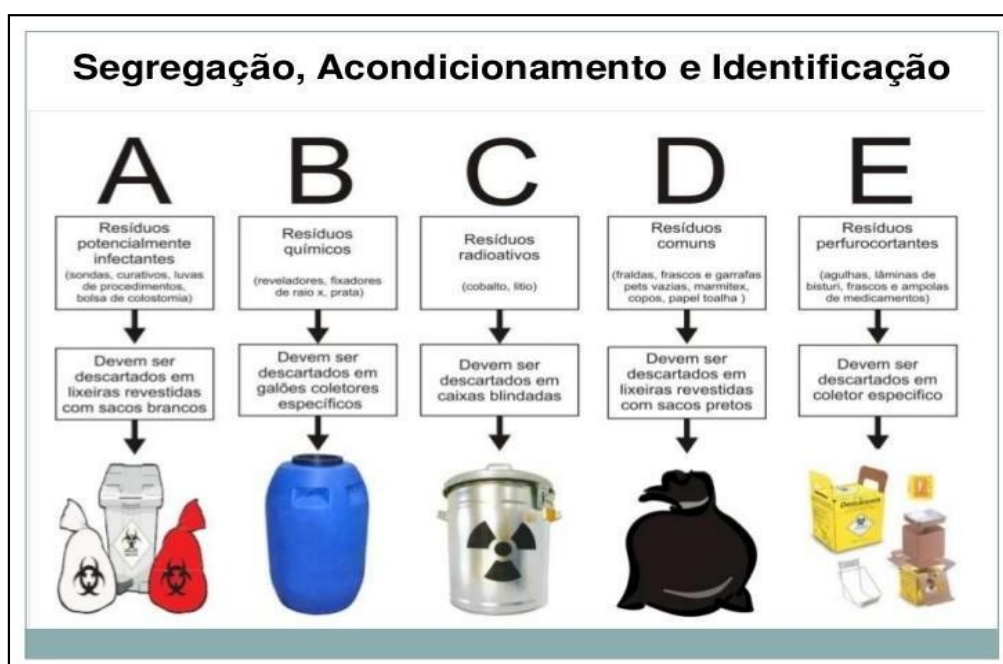 Segregação, Acondicionamento e Identificação
A
B
C
D
E
Resíduos
potencialmente
infectantes
(sondas, curativos, luvas
de procedimentos,
bolsa de colostomia)
Resíduos
químicos
(reveladores, fixadores
de raio x, prata)
Resíduos
radioativos
(cobalto, lítio)
Resíduos
comuns
(fraldas, frascos e garrafas
pets vazias, marmitex,
copos, papel toalha )
Resíduos
perfurocortantes
(agulhas, lâminas de
bisturi, frascos e ampolas
de medicamentos)
Devem ser
descartados em
lixeiras revestidas
com sacos brancos
Devem ser
descartados em
galões coletores
específicos
Devem ser
descartados em
caixas blindadas
Devem ser
descartados em
lixeiras revestidas
com sacos pretos
Devem ser
descartados em
coletor específico